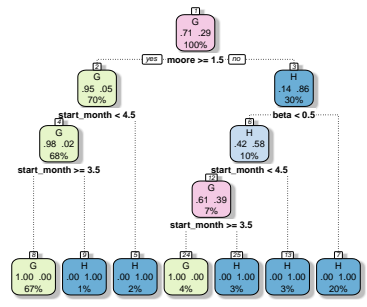 1
G
.71 .29
100%
yes moore >= 1.5 no
2
G
.95 .05
70%
3
H
.14 .86
30%
start_month < 4.5
beta < 0.5
4
G
.98 .02
68%
6
H
.42 .58
10%
start_month >= 3.5
start_month < 4.5
12
G
.61 .39
7%
start_month >= 3.5
8
G
1.00 .00
67%
9
H
.00 1.00
1%
5
H
.00 1.00
2%
24
G
1.00 .00
4%
25
H
.00 1.00
3%
13
H
.00 1.00
3%
7
H
.00 1.00
20%